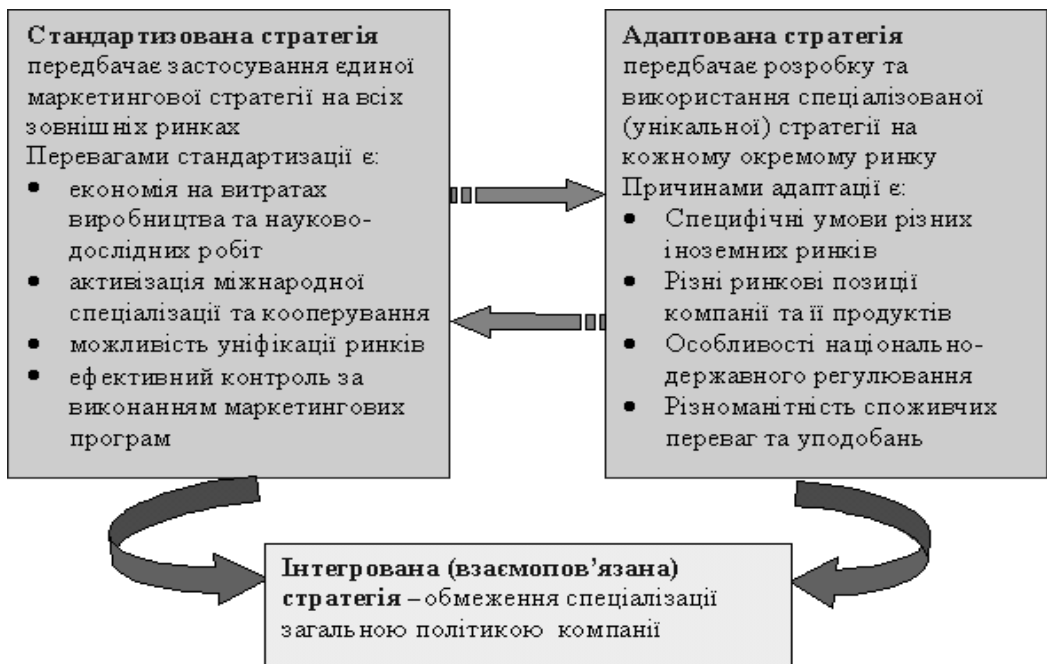 Стандартизована стратегія
передбачає застосування єдиної
маркетингової стратегії на всіх
зовнішніх ринках
Перевагами стандартизації є:
● економія на витратах
виробництва та науково-
дослідних робіт
● активізація міжнародної
спеціалізації та кооперування
● можливість уніфікації ринків
● ефективний контроль за
виконанням маркетингових
програм
Адаптована стратегія
передбачає розробку та
використання спеціалізованої
(унікальної) стратегії на
кожному окремому ринку
Причинами адаптації є:
● Специфічні умови різних
іноземних ринків
● Різні ринкові позиції
компанії та її продуктів
● Особливості національно-
державного регулювання
● Різноманітність споживчих
переваг та уподобань
Інтегрована (взаємопов’язана)
стратегія – обмеження спеціалізації
загальною політикою компанії